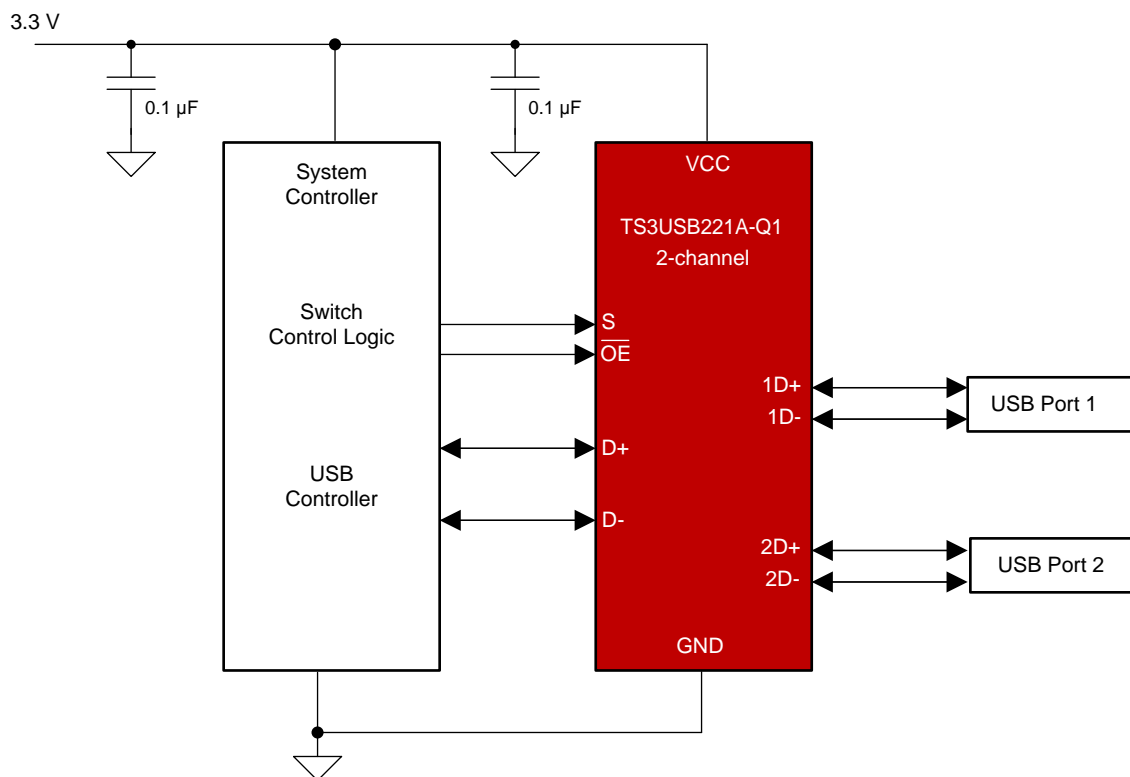 3.3 V
0.1 µF
0.1 µF
System
Controller
Switch
Control Logic
USB
Controller
VCC
TS3USB221A-Q1
2-channel
S
O̅E̅
D+
D-
1D+
1D-
2D+
2D-
GND
USB Port 1
USB Port 2